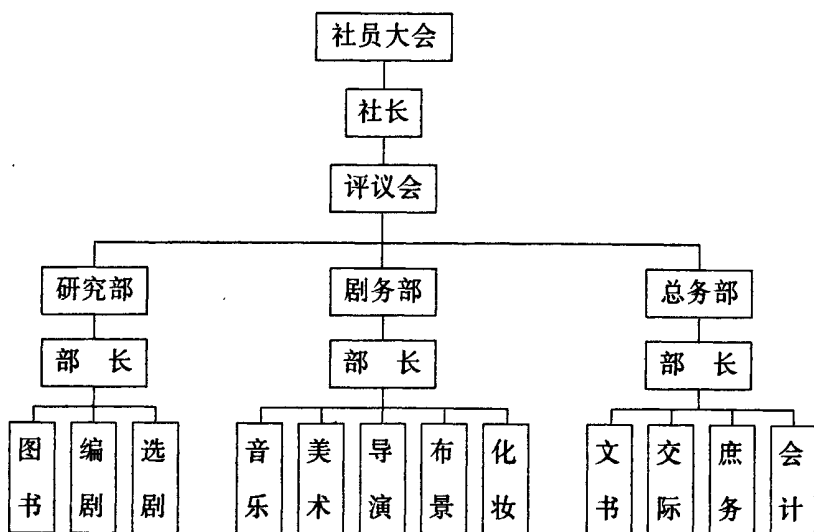 社员大会
社长
评议会
研究部 剧务部 总务部
部 长 部 长 部 长
图书 编剧 选剧 音乐 美术 导演 布景 化妆 文书 交际 庶务 会计